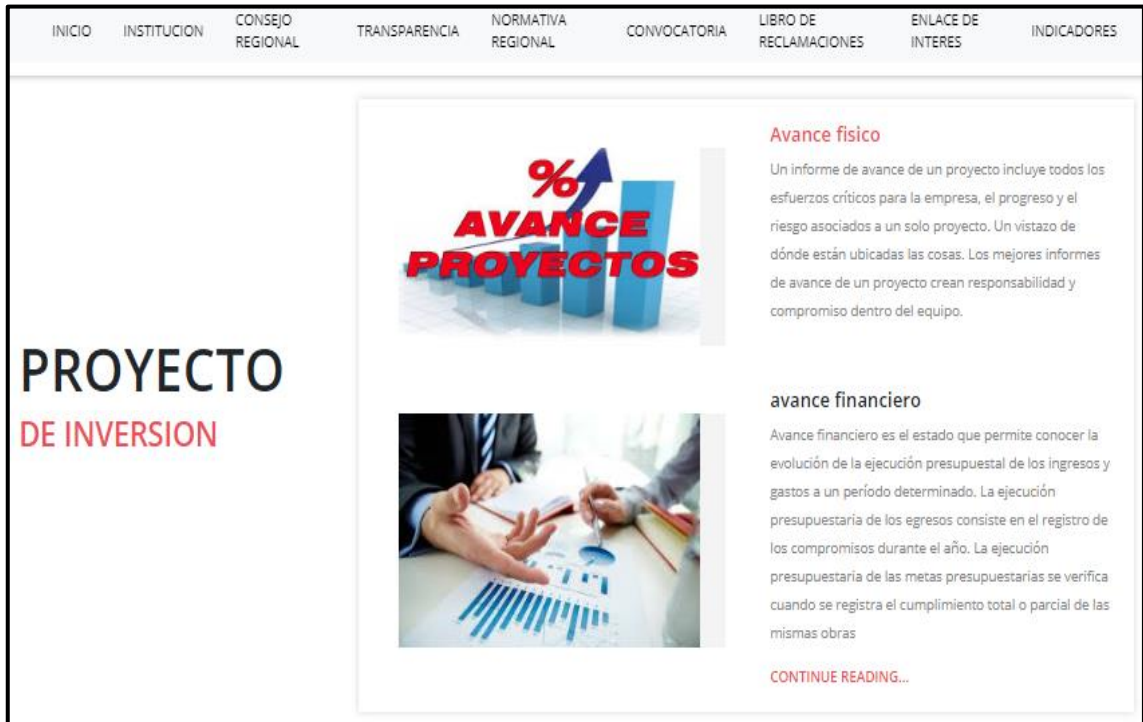 INICIO
INSTITUCION
CONSEJO
REGIONAL
TRANSPARENCIA
NORMATIVA
REGIONAL
CONVOCATORIA
LIBRO DE
RECLAMACIONES
ENLACE DE
INTERES
INDICADORES
PROYECTO
DE INVERSION
%
AVANCE
PROYECTOS
Avance fisico
Un informe de avance de un proyecto incluye todos los
esfuerzos críticos para la empresa, el progreso y el
riesgo asociados a un solo proyecto. Un vistazo de
dónde están ubicadas las cosas. Los mejores informes
de avance de un proyecto crean responsabilidad y
compromiso dentro del equipo.
avance financiero
Avance financiero es el estado que permite conocer la
evolución de la ejecución presupuestal de los ingresos y
gastos a un período determinado. La ejecución
presupuestaria de los egresos consiste en el registro de
los compromisos durante el año. La ejecución
presupuestaria de las metas presupuestarias se verifica
cuando se registra el cumplimiento total o parcial de las
mismas obras
CONTINUE READING...